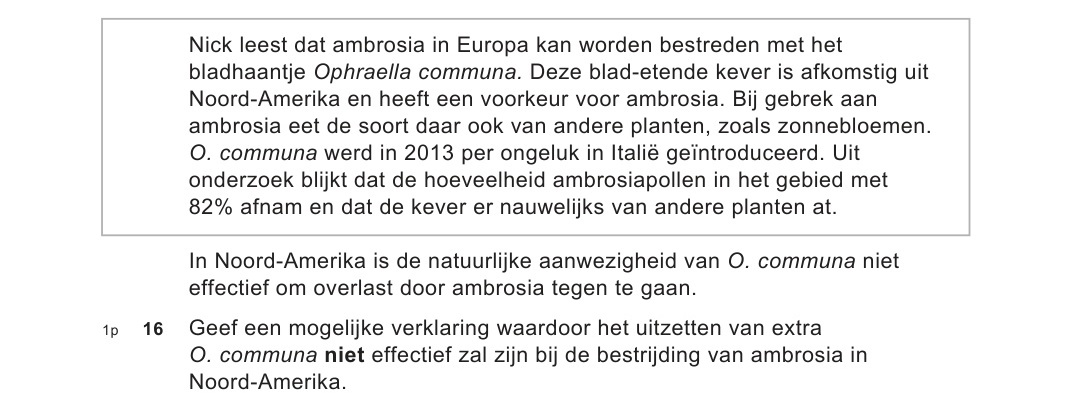 Nick leest dat ambrosia in Europa kan worden bestreden met het
bladhaantje Ophraella communa. Deze blad-etende kever is afkomstig uit
Noord-Amerika en heeft een voorkeur voor ambrosia. Bij gebrek aan
ambrosia eet de soort daar ook van andere planten, zoals zonnebloemen.
O. communa werd in 2013 per ongeluk in Italië geïntroduceerd. Uit
onderzoek blijkt dat de hoeveelheid ambrosiapollen in het gebied met
82% afnam en dat de kever er nauwelijks van andere planten at.
In Noord-Amerika is de natuurlijke aanwezigheid van O. communa niet
effectief om overlast door ambrosia tegen te gaan.
1p 16 Geef een mogelijke verklaring waardoor het uitzetten van extra
O. communa niet effectief zal zijn bij de bestrijding van ambrosia in
Noord-Amerika.